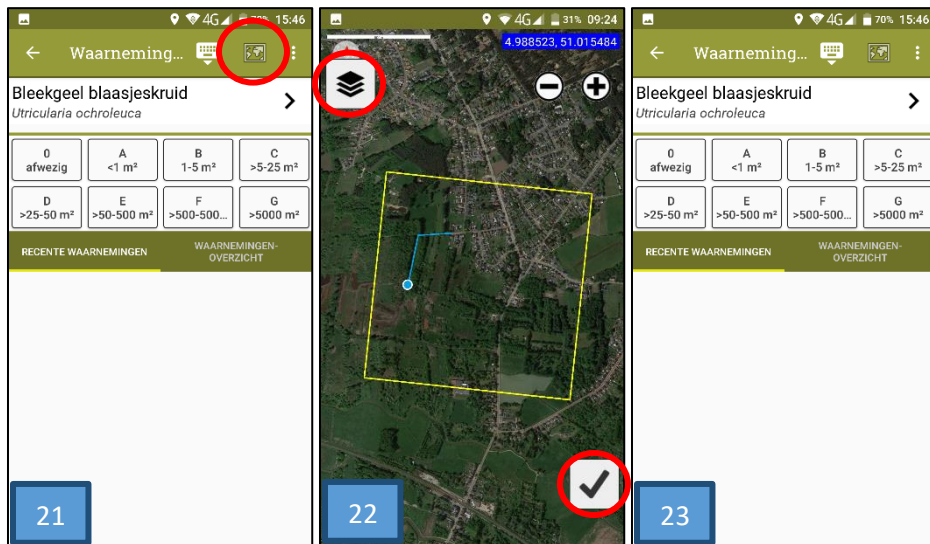 4G 70% 15:46
Waarneming...
Bleekgeel blaasjeskruid
Utricularia ochroleuca
0 A B C
afwezig <1 m² 1-5 m² >5-25 m²
D E F G
>25-50 m² >50-500 m² >500-500... >5000 m²
RECENTE WAARNEMINGEN
WAARNEMINGEN-
OVERZICHT
21
4G 31% 09:24
4.988523, 51.015484
22
4G 70% 15:46
Waarneming...
Bleekgeel blaasjeskruid
Utricularia ochroleuca
0 A B C
afwezig <1 m² 1-5 m² >5-25 m²
D E F G
>25-50 m² >50-500 m² >500-500... >5000 m²
RECENTE WAARNEMINGEN
WAARNEMINGEN-
OVERZICHT
23